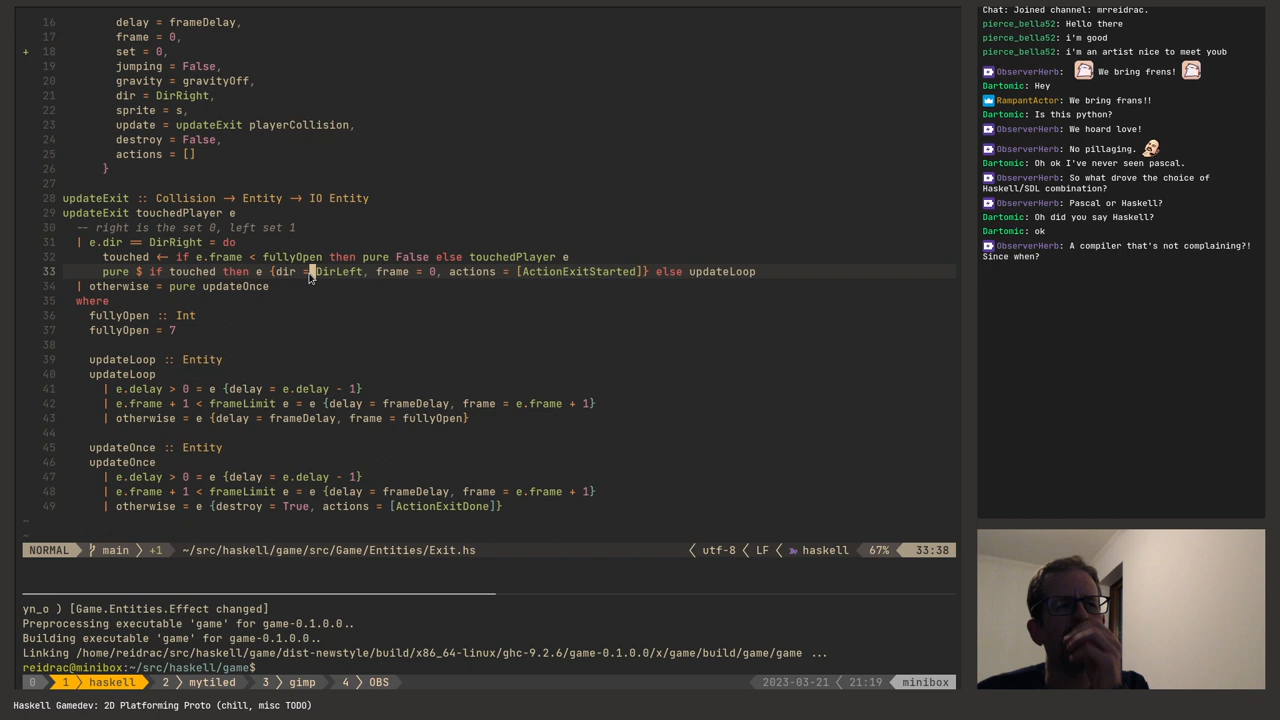 16         delay = frameDelay,
17         frame = 0,
+ 18         set = 0,
19         jumping = False,
20         gravity = gravityOff,
21         dir = DirRight,
22         sprite = s,
23         update = updateExit playerCollision,
24         destroy = False,
25         actions = []
26       }
27
28 updateExit :: Collision → Entity → IO Entity
29 updateExit touchedPlayer e
30   -- right is the set 0, left set 1
31   | e.dir == DirRight = do
32       touched ← if e.frame < fullyOpen then pure False else touchedPlayer e
33       pure $ if touched then e {dir = DirLeft, frame = 0, actions = [ActionExitStarted]} else updateLoop
34     | otherwise = pure updateOnce
35   where
36     fullyOpen :: Int
37     fullyOpen = 7
38
39     updateLoop :: Entity
40     updateLoop
41       | e.delay > 0 = e {delay = e.delay - 1}
42       | e.frame + 1 < frameLimit e = e {delay = frameDelay, frame = e.frame + 1}
43       | otherwise = e {delay = frameDelay, frame = fullyOpen}
44
45     updateOnce :: Entity
46     updateOnce
47       | e.delay > 0 = e {delay = e.delay - 1}
48       | e.frame + 1 < frameLimit e = e {delay = frameDelay, frame = e.frame + 1}
49       | otherwise = e {destroy = True, actions = [ActionExitDone]}
~
~
NORMAL main +1 ~/src/haskell/game/src/Game/Entities/Exit.hs utf-8 LF haskell 67% 33:38
yn_o ) [Game.Entities.Effect changed]
Preprocessing executable 'game' for game-0.1.0.0..
Building executable 'game' for game-0.1.0.0..
Linking /home/reidrac/src/haskell/game/dist-newstyle/build/x86_64-linux/ghc-9.2.6/game-0.1.0.0/x/game/build/game/game ...
reidrac@minibox:~/src/haskell/game$
0 1 haskell 2 mytiled 3 gimp 4 OBS 2023-03-21 21:19 minibox
Haskell Gamedev: 2D Platforming Proto (chill, misc TODO)
Chat: Joined channel: mrreidrac.
pierce_bella52: Hello there
pierce_bella52: i'm good
pierce_bella52: i'm an artist nice to meet youb
ObserverHerb: We bring frens!
Dartomic: Hey
RampantActor: We bring frans!!
Dartomic: Is this python?
ObserverHerb: We hoard love!
ObserverHerb: No pillaging.
Dartomic: Oh ok I've never seen pascal.
ObserverHerb: So what drove the choice of
Haskell/SDL combination?
ObserverHerb: Pascal or Haskell?
Dartomic: Oh did you say Haskell?
Dartomic: ok
ObserverHerb: A compiler that's not complaining?!
Since when?